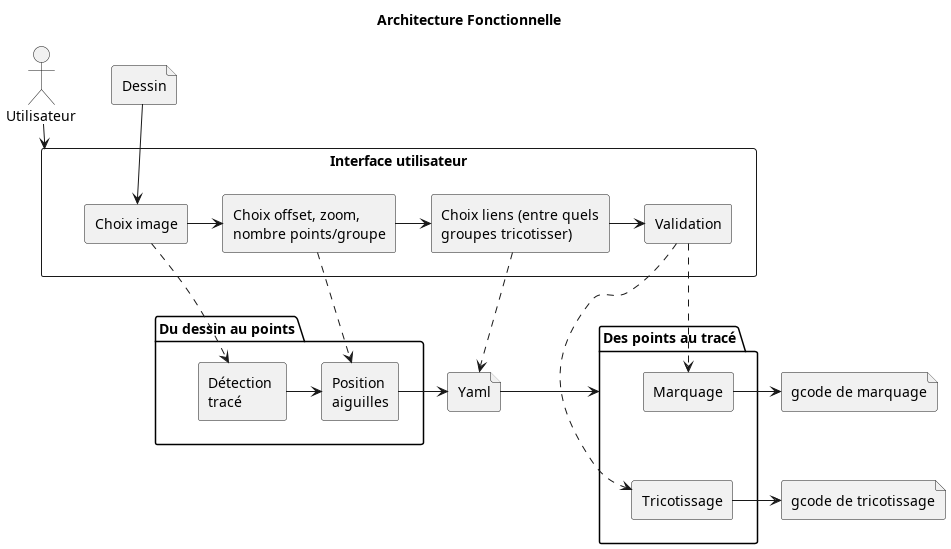 Architecture Fonctionnelle
Utilisateur
Dessin
Interface utilisateur
Choix image
Choix offset, zoom,
nombre points/groupe
Choix liens (entre quels
groupes tricotisser)
Validation
Du dessin au points
Détection
tracé
Position
aiguilles
Yaml
Des points au tracé
Marquage
gcode de marquage
Tricotissage
gcode de tricotissage